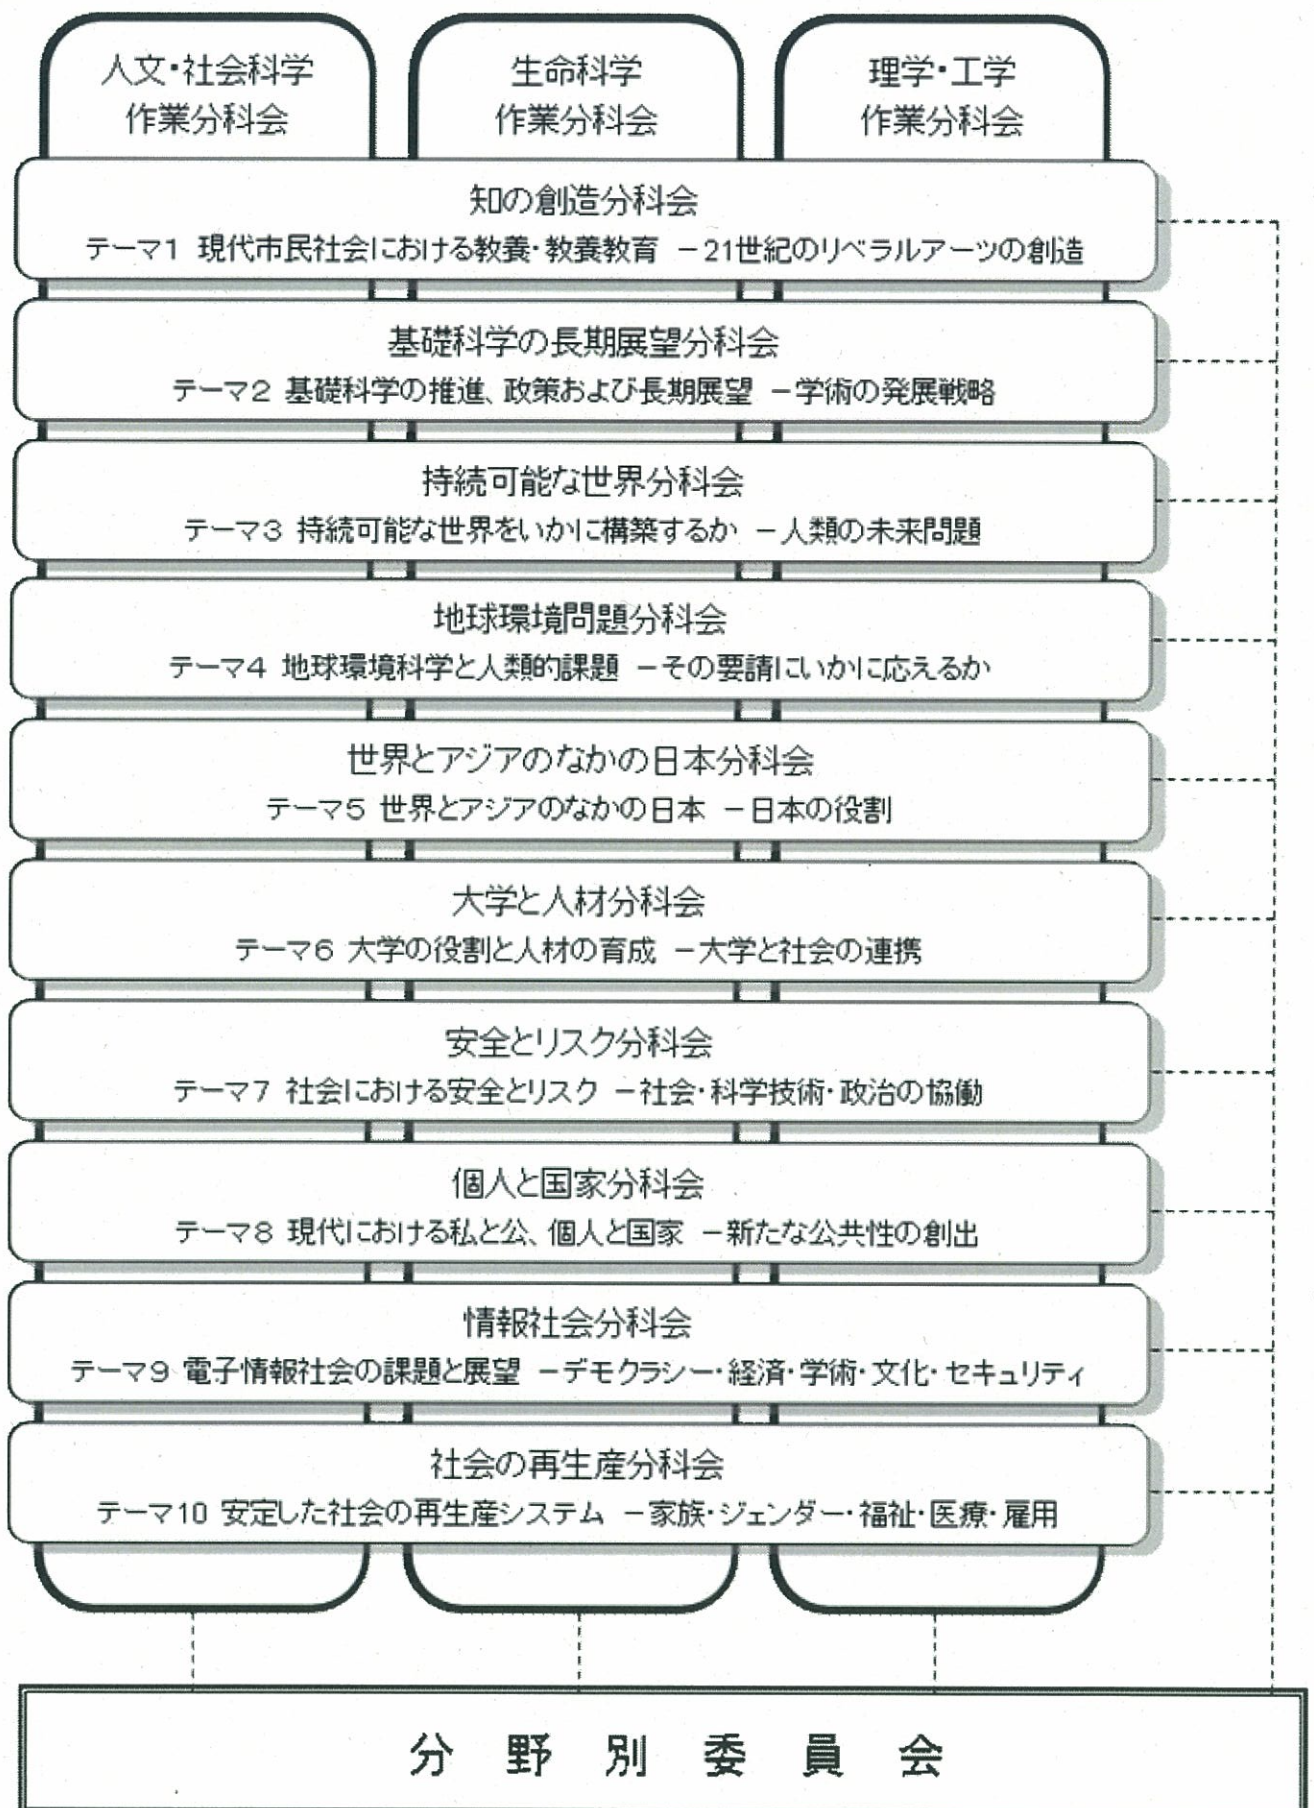 人文・社会科学
作業分科会
生命科学
作業分科会
理学・工学
作業分科会
知の創造分科会
テーマ1 現代市民社会における教養・教養教育 －21世紀のリベラルアーツの創造
基礎科学の長期展望分科会
テーマ2 基礎科学の推進、政策および長期展望 －学術の発展戦略
持続可能な世界分科会
テーマ3 持続可能な世界をいかに構築するか －人類の未来問題
地球環境問題分科会
テーマ4 地球環境科学と人類的課題 －その要請にいかに応えるか
世界とアジアのなかの日本分科会
テーマ5 世界とアジアのなかの日本 －日本の役割
大学と人材分科会
テーマ6 大学の役割と人材の育成 －大学と社会の連携
安全とリスク分科会
テーマ7 社会における安全とリスク －社会・科学技術・政治の協働
個人と国家分科会
テーマ8 現代における私と公、個人と国家 －新たな公共性の創出
情報社会分科会
テーマ9 電子情報社会の課題と展望 －デモクラシー・経済・学術・文化・セキュリティ
社会の再生産分科会
テーマ10 安定した社会の再生産システム －家族・ジェンダー・福祉・医療・雇用
分野別委員会